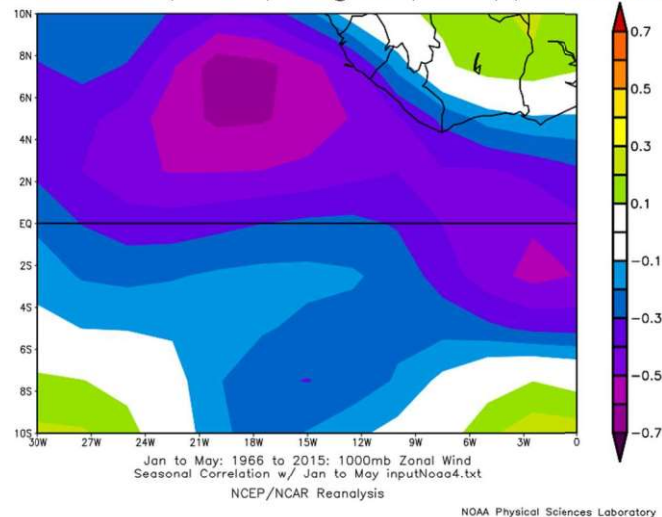 10N
8N
6N
4N
2N
EQ
2S
4S
6S
8S
10S
30W 27W 24W 21W 18W 15W 12W 9W 6W 3W 0
0.7
0.5
0.3
0.1
-0.1
-0.3
-0.5
-0.7
Jan to May: 1966 to 2015: 1000mb Zonal Wind
Seasonal Correlation w/ Jan to May inputNoaa4.txt
NCEP/NCAR Reanalysis
NOAA Physical Sciences Laboratory